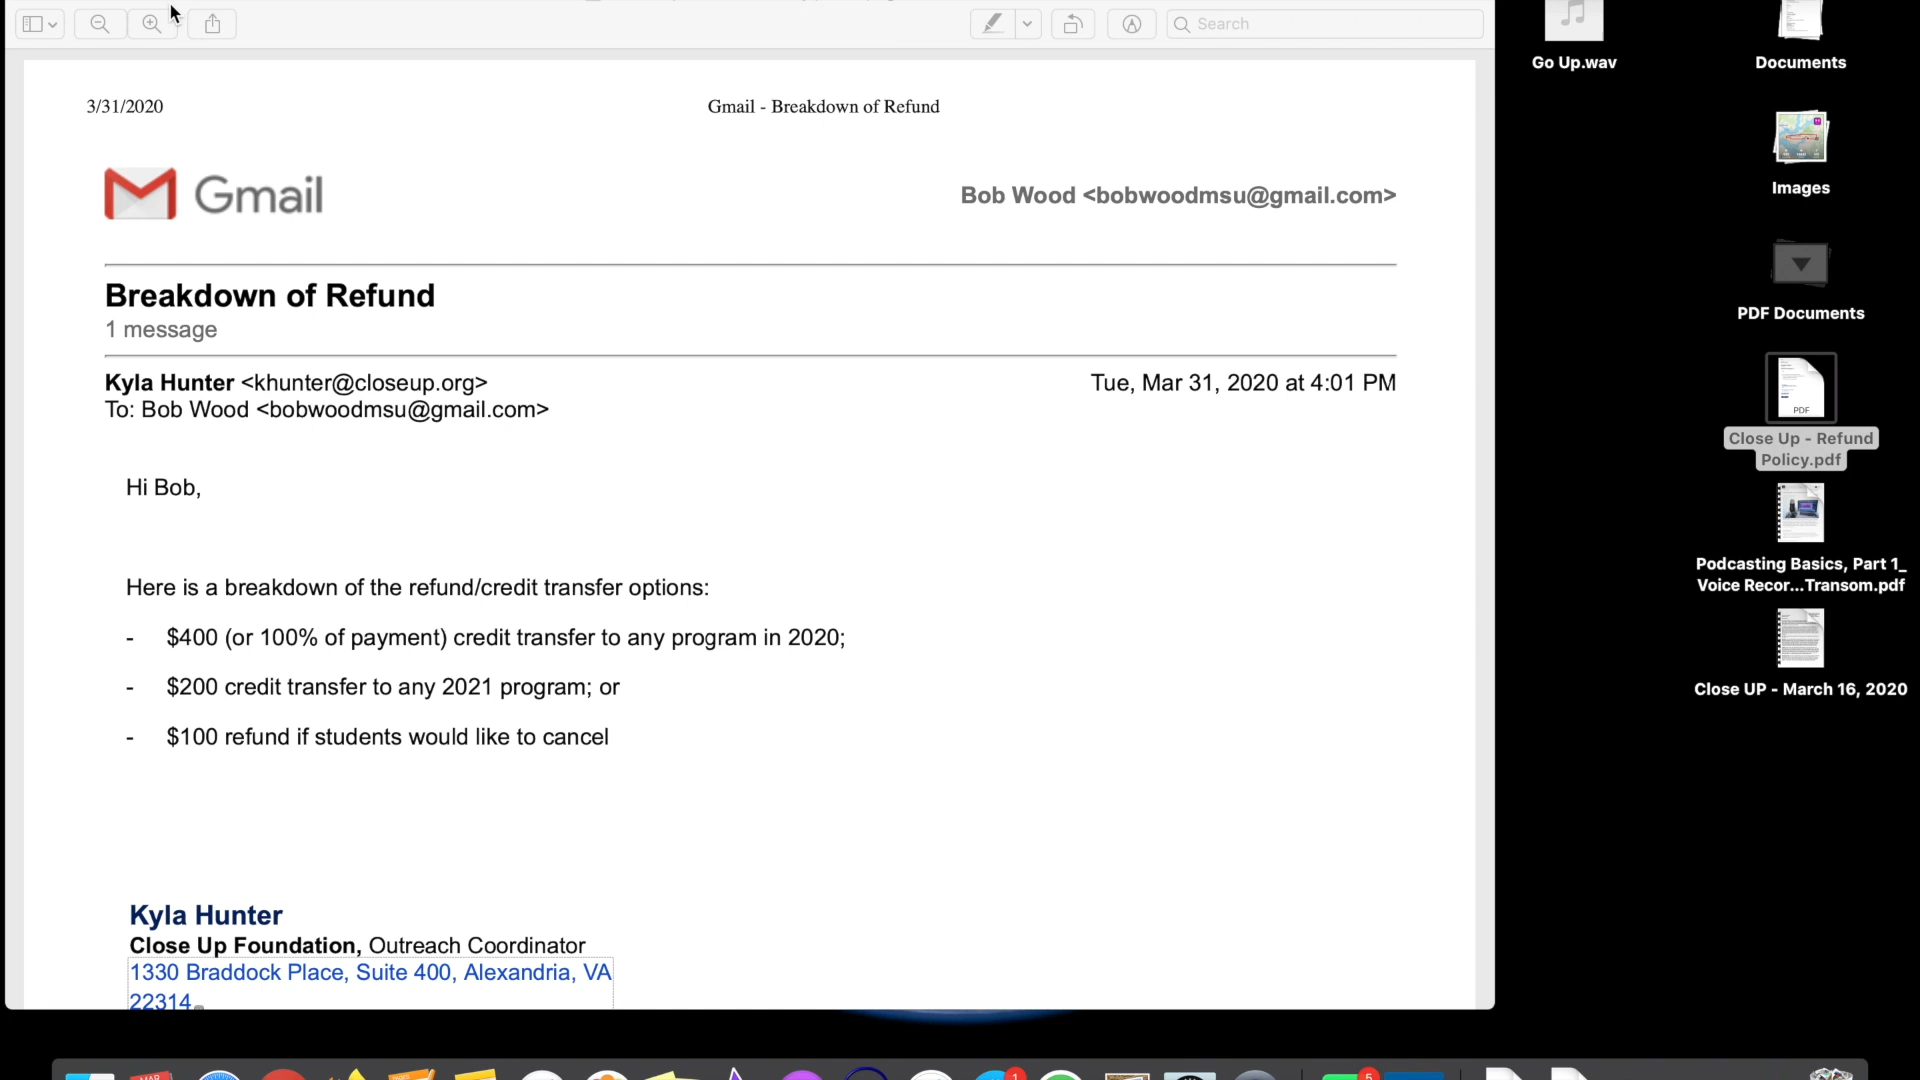 Search
3/31/2020
Gmail - Breakdown of Refund
Gmail
Bob Wood <bobwoodmsu@gmail.com>
Breakdown of Refund
1 message
Kyla Hunter <khunter@closeup.org>
Tue, Mar 31, 2020 at 4:01 PM
To: Bob Wood <bobwoodmsu@gmail.com>
Hi Bob,
Here is a breakdown of the refund/credit transfer options:
- $400 (or 100% of payment) credit transfer to any program in 2020;
- $200 credit transfer to any 2021 program; or
- $100 refund if students would like to cancel
Kyla Hunter
Close Up Foundation, Outreach Coordinator
1330 Braddock Place, Suite 400, Alexandria, VA
22314
Go Up.wav
Documents
Images
PDF Documents
PDF
Close Up - Refund
Policy.pdf
Podcasting Basics, Part 1_
Voice Recor...Transom.pdf
Close UP - March 16, 2020
MAR
1
5